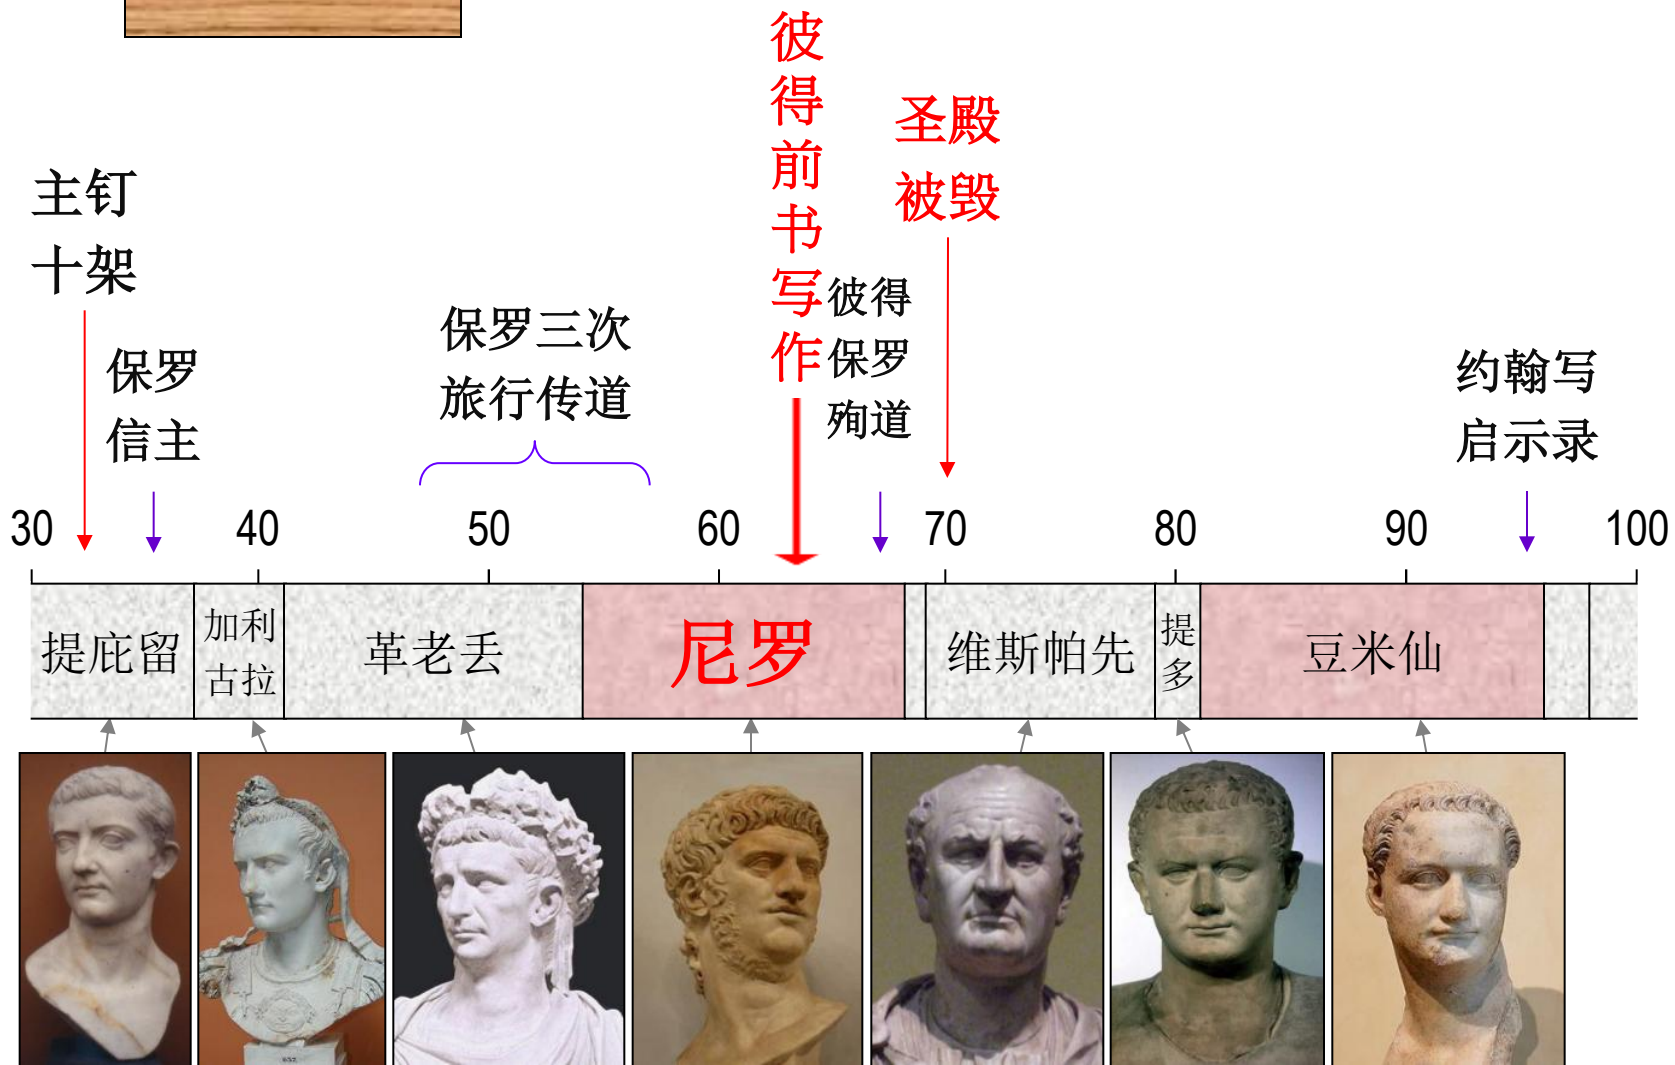 彼得前书写作
圣殿
被毁
主钉
十架
彼得
保罗
殉道
保罗三次
旅行传道
保罗
信主
约翰写
启示录
30 40 50 60 70 80 90 100
提庇留
加利
古拉
革老丢
尼罗
维斯帕先
提
多
豆米仙